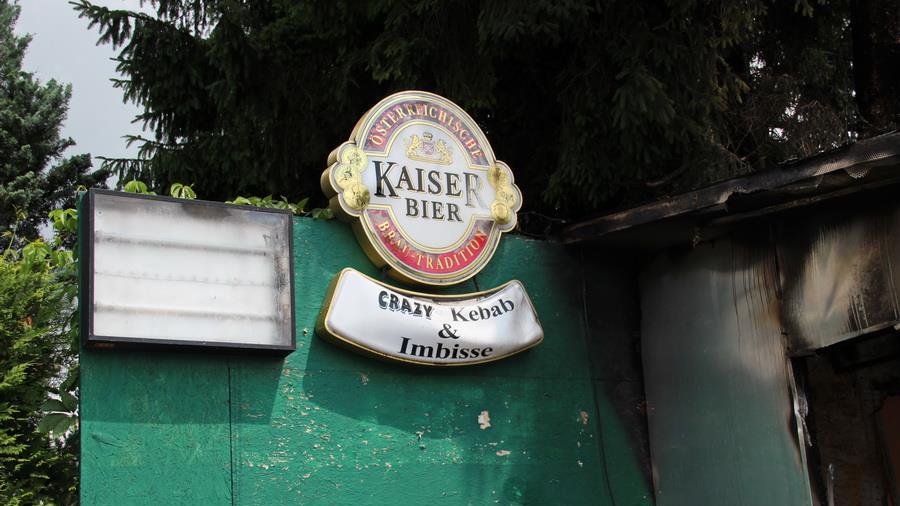 ÖSTERREICHISCHE
KAISER
BIER
BRAU-TRADITION
CRAZY Kebab
&
Imbisse